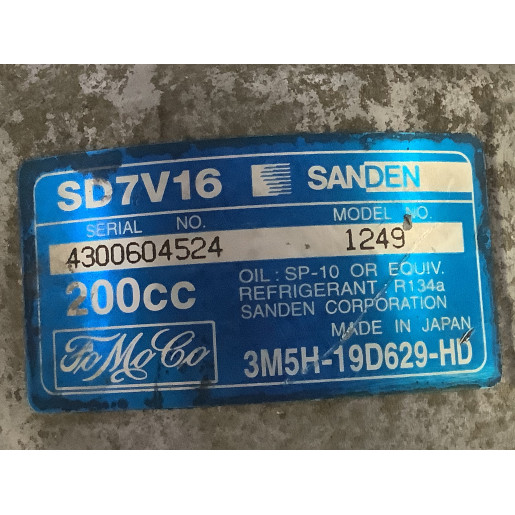 SD7V16 SANDEN
SERIAL NO. MODEL NO.
4300604524 1249
200cc OIL: SP-10 OR EQUIV.
REFRIGERANT: R134a
SANDEN CORPORATION
MADE IN JAPAN
FoMoCo 3M5H-19D629-HD